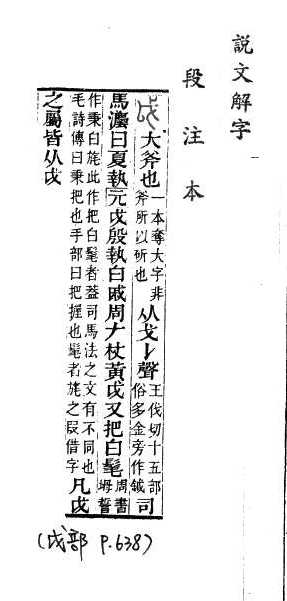 說文解字
段注本
大斧也一本奪大字非斧所以斫也从戈𠄌聲王伐切十五部俗多金旁作鉞司
馬灋曰夏執元戉殷執白戚周𠂇杖黃戉又把白髦周書坶誓
作秉白旄此作把白髦者葢司馬法之文有不同也毛詩傳曰秉把也手部曰把握也髦者旄之叚借字凡戉
之屬皆从戉
(戉部 P.638)